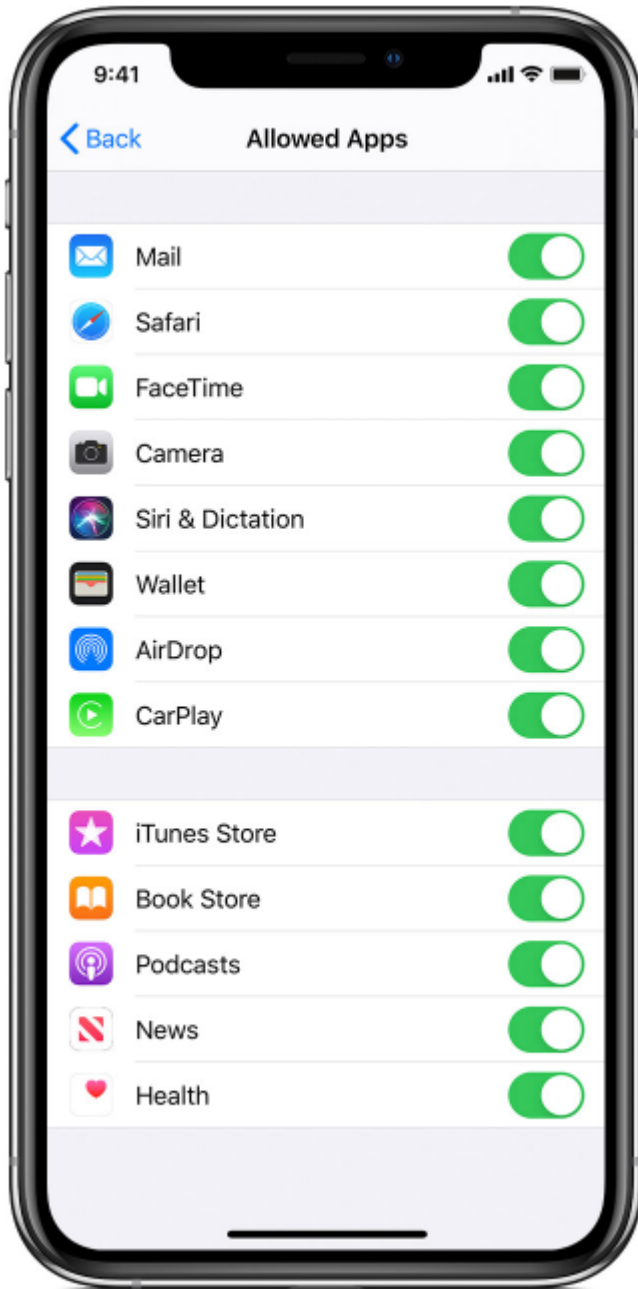 9:41
Back
Allowed Apps
Mail
Safari
FaceTime
Camera
Siri & Dictation
Wallet
AirDrop
CarPlay
iTunes Store
Book Store
Podcasts
News
Health